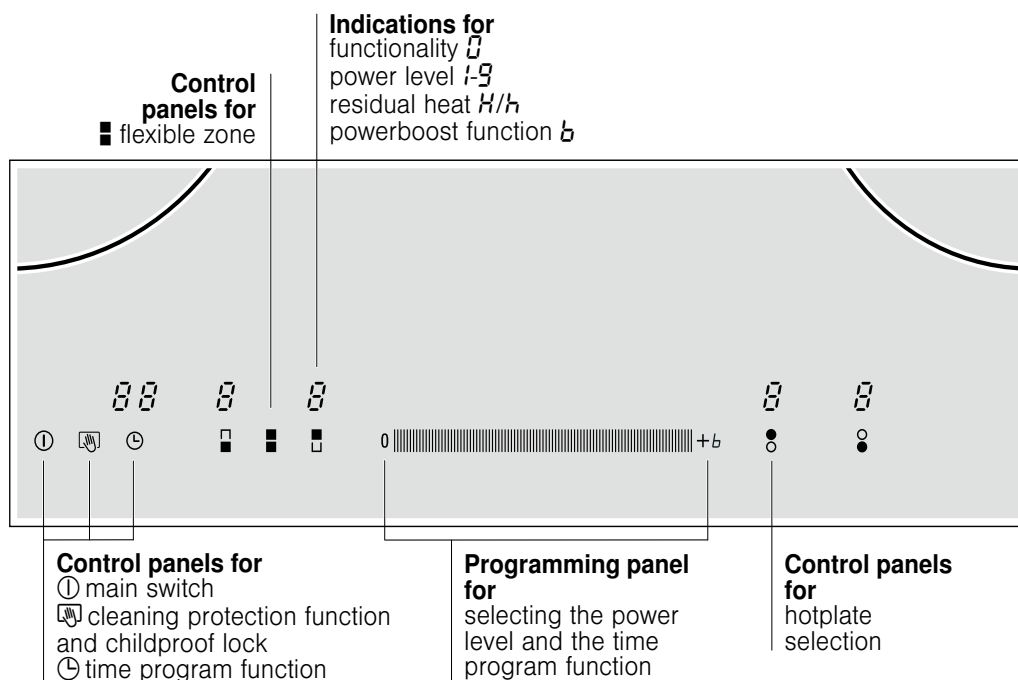 Indications for
functionality 0
power level 1-9
residual heat H/h
powerboost function b
Control
panels for
flexible zone
88 8 8 8 8
0 +b
Control panels for
main switch
cleaning protection function
and childproof lock
time program function
Programming panel
for
selecting the power
level and the time
program function
Control panels
for
hotplate
selection